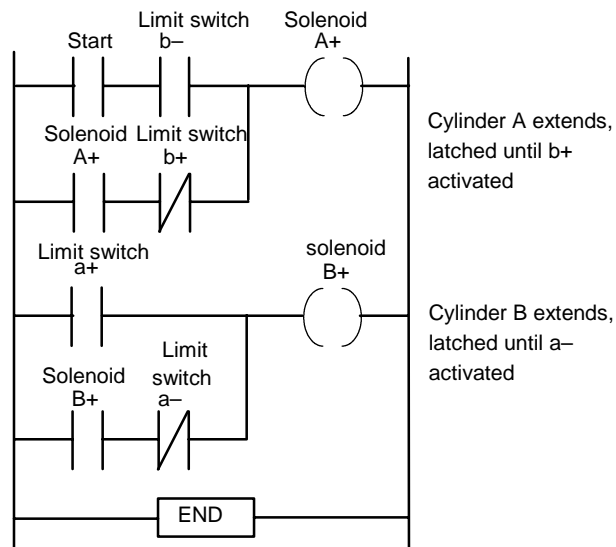 Start
Limit switch
b–
Solenoid
A+
Solenoid
A+
Limit switch
b+
Cylinder A extends,
latched until b+
activated
Limit switch
a+
solenoid
B+
Solenoid
B+
Limit
switch
a–
Cylinder B extends,
latched until a–
activated
END